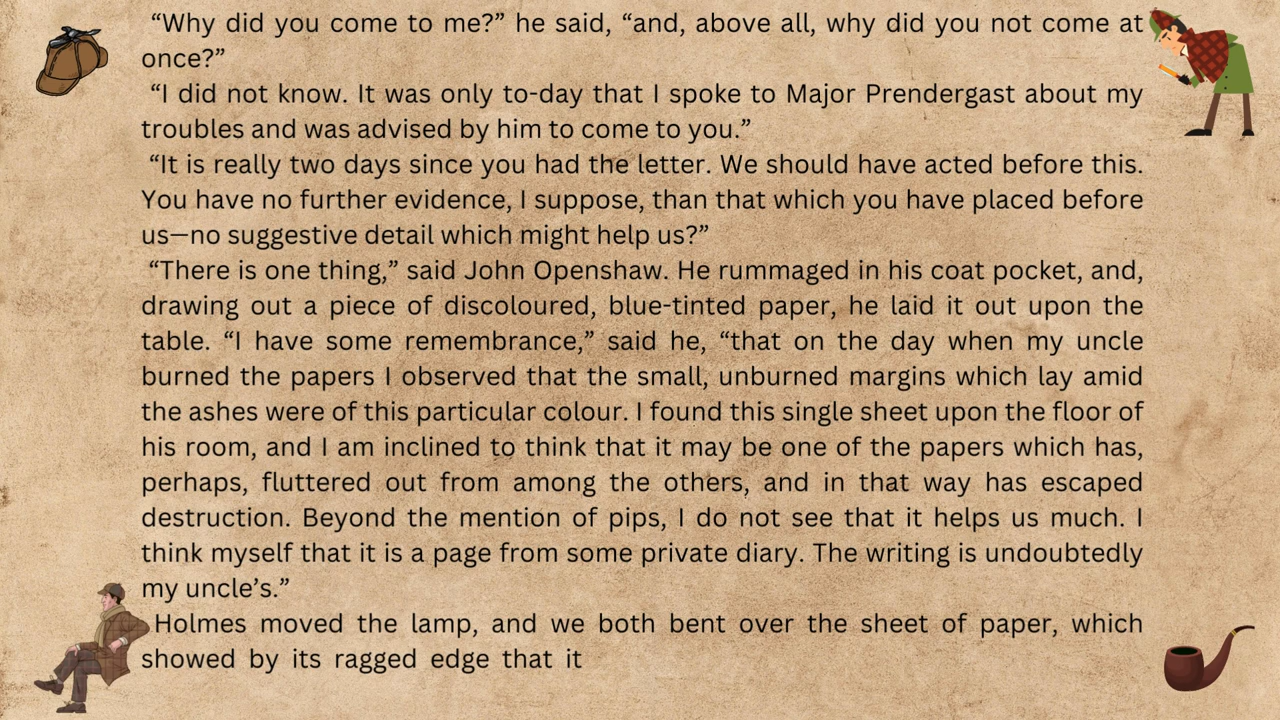 “Why did you come to me?” he said, “and, above all, why did you not come at
once?”
“I did not know. It was only to-day that I spoke to Major Prendergast about my
troubles and was advised by him to come to you.”
“It is really two days since you had the letter. We should have acted before this.
You have no further evidence, I suppose, than that which you have placed before
us—no suggestive detail which might help us?”
“There is one thing,” said John Openshaw. He rummaged in his coat pocket, and,
drawing out a piece of discoloured, blue-tinted paper, he laid it out upon the
table. “I have some remembrance,” said he, “that on the day when my uncle
burned the papers I observed that the small, unburned margins which lay amid
the ashes were of this particular colour. I found this single sheet upon the floor of
his room, and I am inclined to think that it may be one of the papers which has,
perhaps, fluttered out from among the others, and in that way has escaped
destruction. Beyond the mention of pips, I do not see that it helps us much. I
think myself that it is a page from some private diary. The writing is undoubtedly
my uncle’s.”
Holmes moved the lamp, and we both bent over the sheet of paper, which
showed by its ragged edge that it